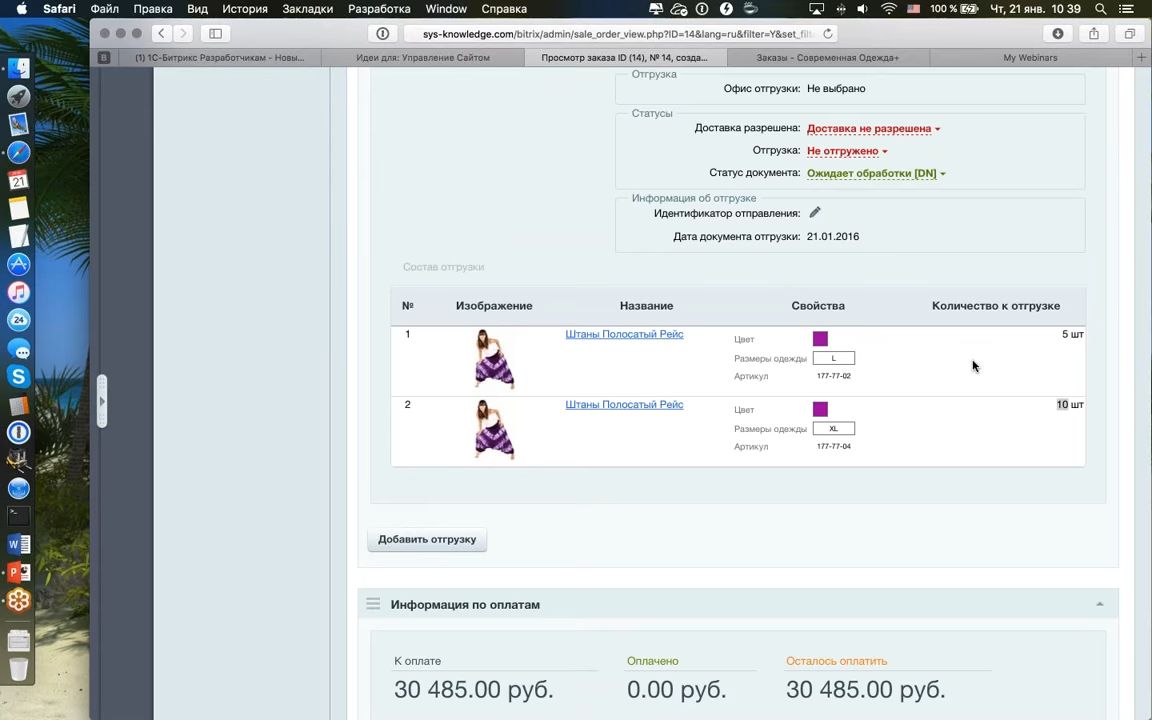 Safari Файл Правка Вид История Закладки Разработка Window Справка 100 % Чт, 21 янв. 10 39
sys-knowledge.com/bitrix/admin/sale_order_view.php?ID=14&lang=ru&filter=Y&set_fil
(1) 1С-Битрикс Разработчикам - Новы... Идеи для: Управление Сайтом Просмотр заказа ID (14), № 14, созда... Заказы - Современная Одежда+ My Webinars
Отгрузка
Офис отгрузки: Не выбрано
Статусы
Доставка разрешена: Доставка не разрешена
Отгрузка: Не отгружено
Статус документа: Ожидает обработки [DN]
Информация об отгрузке
Идентификатор отправления:
Дата документа отгрузки: 21.01.2016
Состав отгрузки
№ Изображение Название Свойства Количество к отгрузке
1 Штаны Полосатый Рейс Цвет 5 шт
Размеры одежды L
Артикул 177-77-02
2 Штаны Полосатый Рейс Цвет 10 шт
Размеры одежды XL
Артикул 177-77-04
Добавить отгрузку
Информация по оплатам
К оплате Оплачено Осталось оплатить
30 485.00 руб. 0.00 руб. 30 485.00 руб.